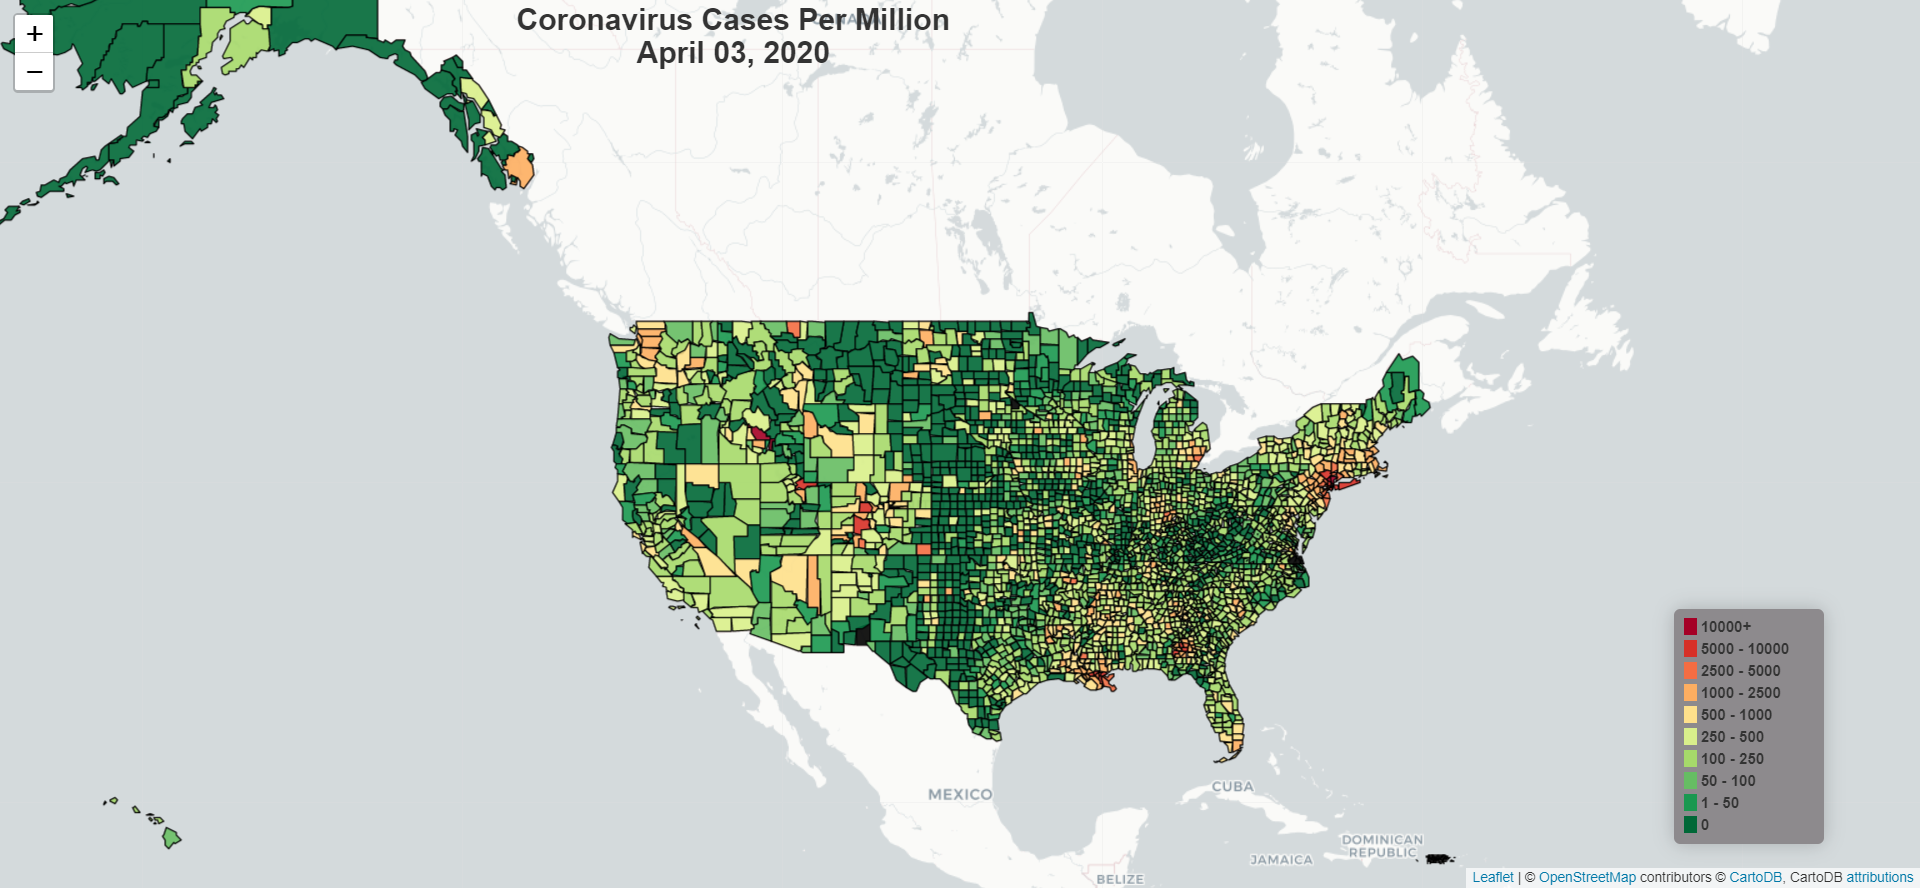 +
−
Coronavirus Cases Per Million
April 03, 2020
CANADA
MEXICO
CUBA
DOMINICAN
REPUBLIC
JAMAICA
BELIZE
10000+
5000 - 10000
2500 - 5000
1000 - 2500
500 - 1000
250 - 500
100 - 250
50 - 100
1 - 50
0
Leaflet | © OpenStreetMap contributors © CartoDB, CartoDB attributions